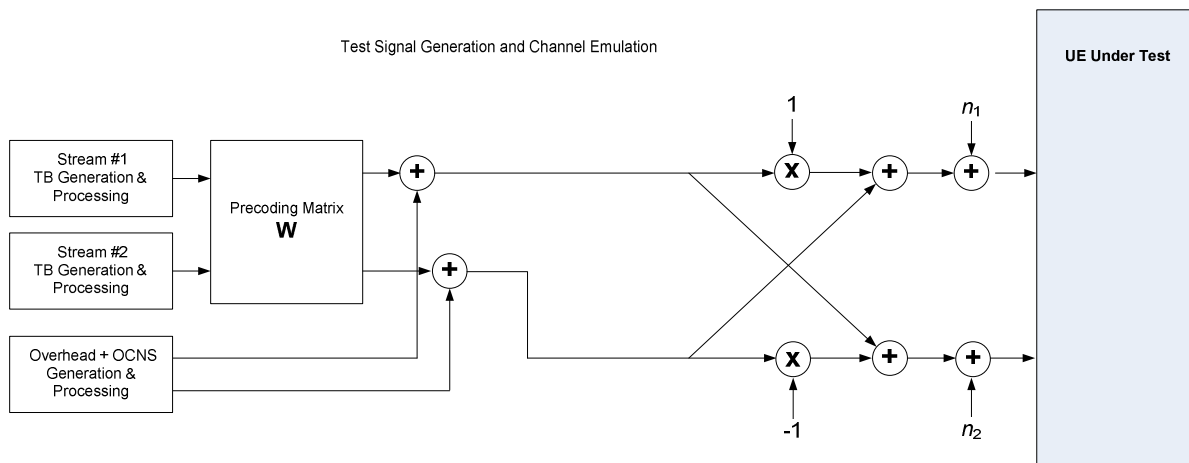 Test Signal Generation and Channel Emulation
UE Under Test
1
n1
Stream #1
TB Generation &
Processing
Precoding Matrix
W
+
x
+
+
Stream #2
TB Generation &
Processing
+
Overhead + OCNS
Generation &
Processing
x
+
+
-1
n2